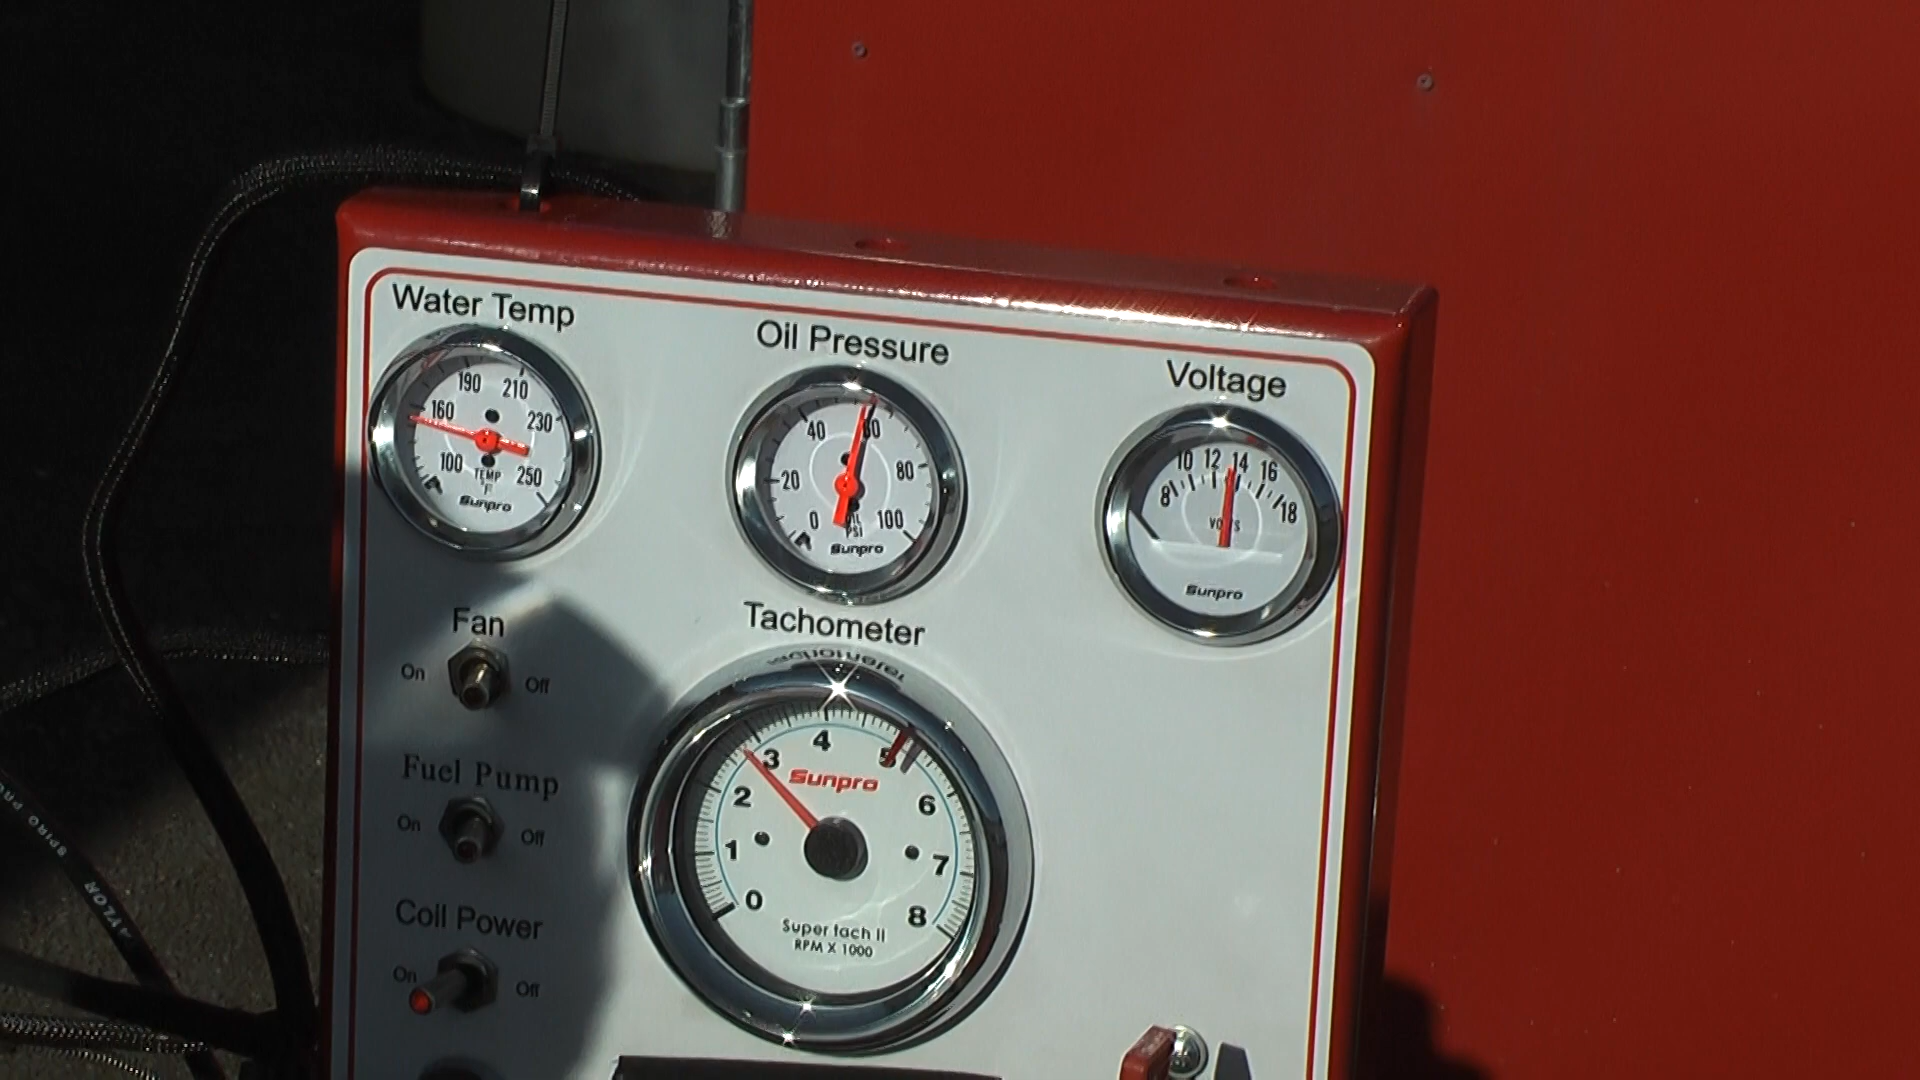 Water Temp
Oil Pressure
Voltage
190 210
160 230
100 250
TEMP
°F
Sunpro
40 60
20 80
0 100
OIL
PSI
Sunpro
8 10 12 14 16 18
VOLTS
Sunpro
Fan
On Off
Tachometer
Fuel Pump
On Off
Coil Power
On Off
0 1 2 3 4 5 6 7 8
Sunpro
Super tach II
RPM X 1000
SPIRO PRO
TAYLOR